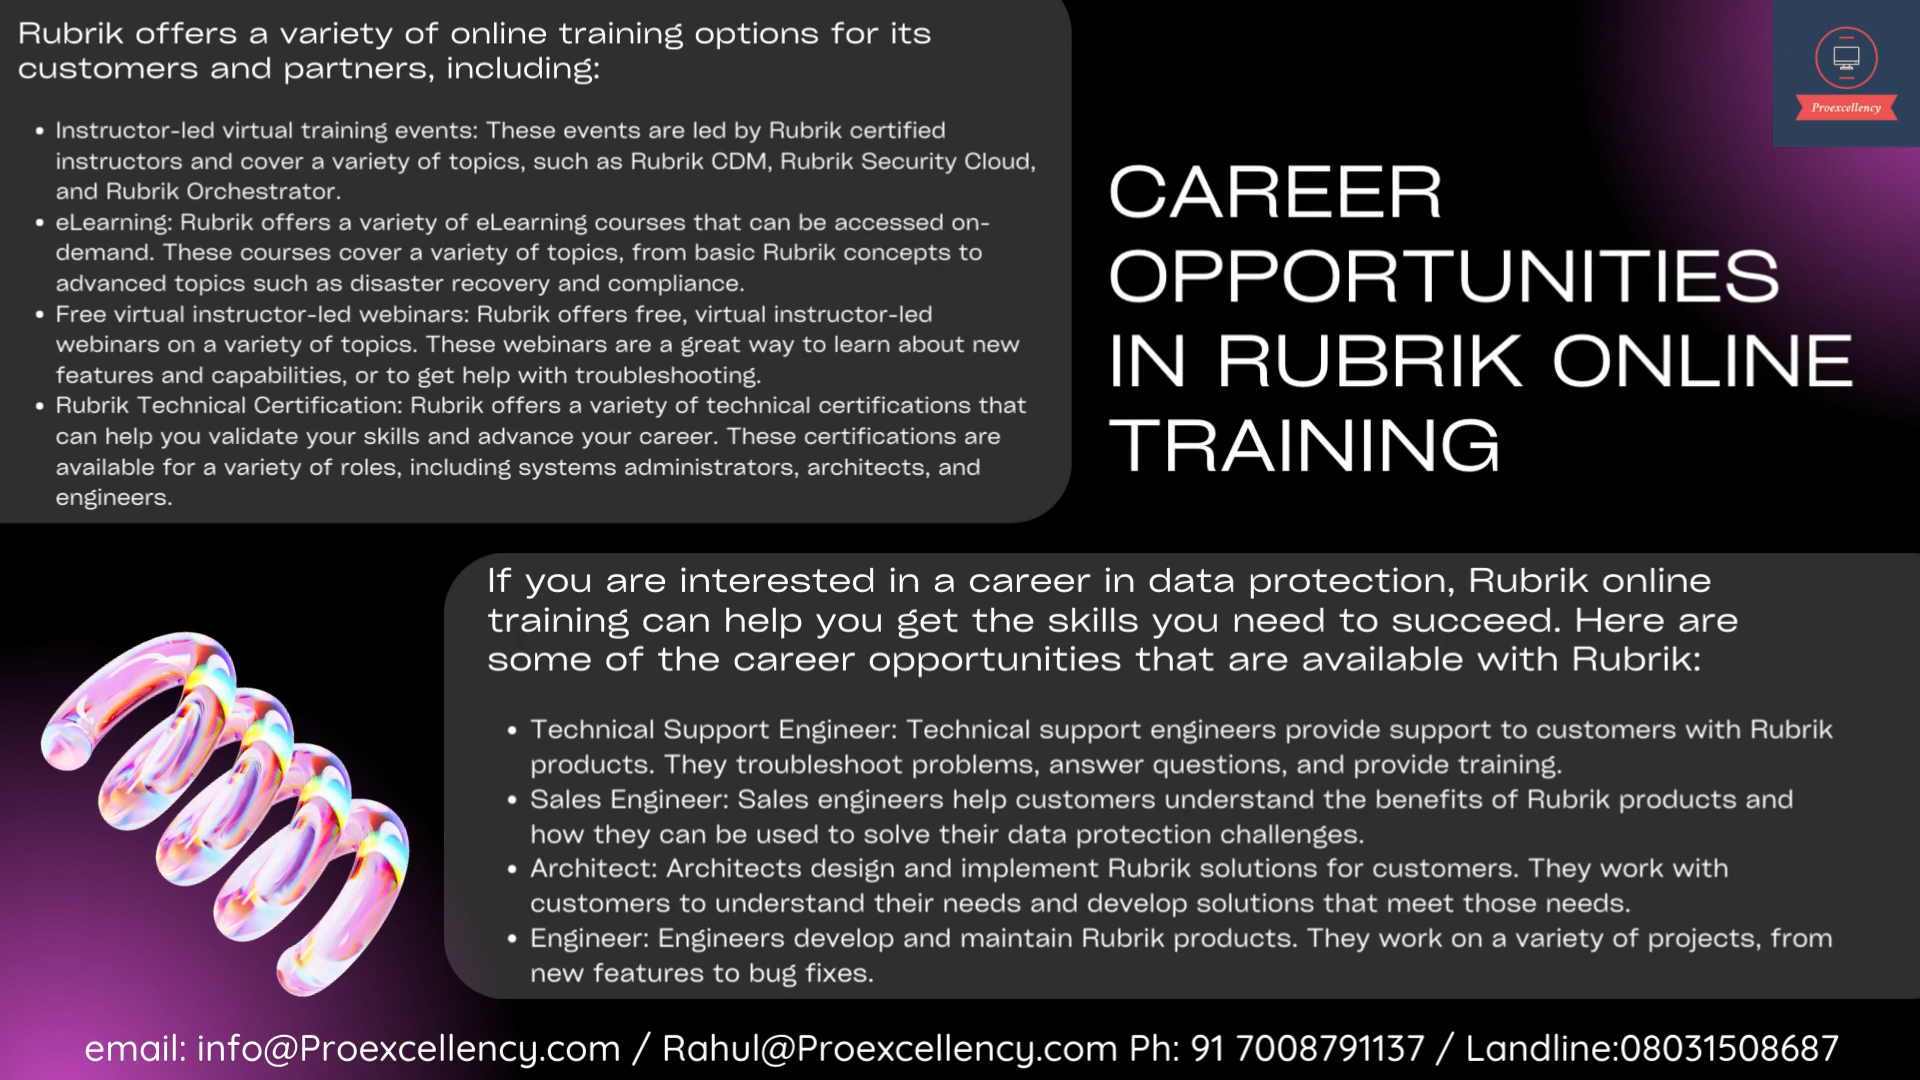 Rubrik offers a variety of online training options for its
customers and partners, including:
• Instructor-led virtual training events: These events are led by Rubrik certified
instructors and cover a variety of topics, such as Rubrik CDM, Rubrik Security Cloud,
and Rubrik Orchestrator.
• eLearning: Rubrik offers a variety of eLearning courses that can be accessed on-
demand. These courses cover a variety of topics, from basic Rubrik concepts to
advanced topics such as disaster recovery and compliance.
• Free virtual instructor-led webinars: Rubrik offers free, virtual instructor-led
webinars on a variety of topics. These webinars are a great way to learn about new
features and capabilities, or to get help with troubleshooting.
• Rubrik Technical Certification: Rubrik offers a variety of technical certifications that
can help you validate your skills and advance your career. These certifications are
available for a variety of roles, including systems administrators, architects, and
engineers.
Proexcellency
CAREER
OPPORTUNITIES
IN RUBRIK ONLINE
TRAINING
If you are interested in a career in data protection, Rubrik online
training can help you get the skills you need to succeed. Here are
some of the career opportunities that are available with Rubrik:
• Technical Support Engineer: Technical support engineers provide support to customers with Rubrik
products. They troubleshoot problems, answer questions, and provide training.
• Sales Engineer: Sales engineers help customers understand the benefits of Rubrik products and
how they can be used to solve their data protection challenges.
• Architect: Architects design and implement Rubrik solutions for customers. They work with
customers to understand their needs and develop solutions that meet those needs.
• Engineer: Engineers develop and maintain Rubrik products. They work on a variety of projects, from
new features to bug fixes.
email: info@Proexcellency.com / Rahul@Proexcellency.com Ph: 91 7008791137 / Landline:08031508687